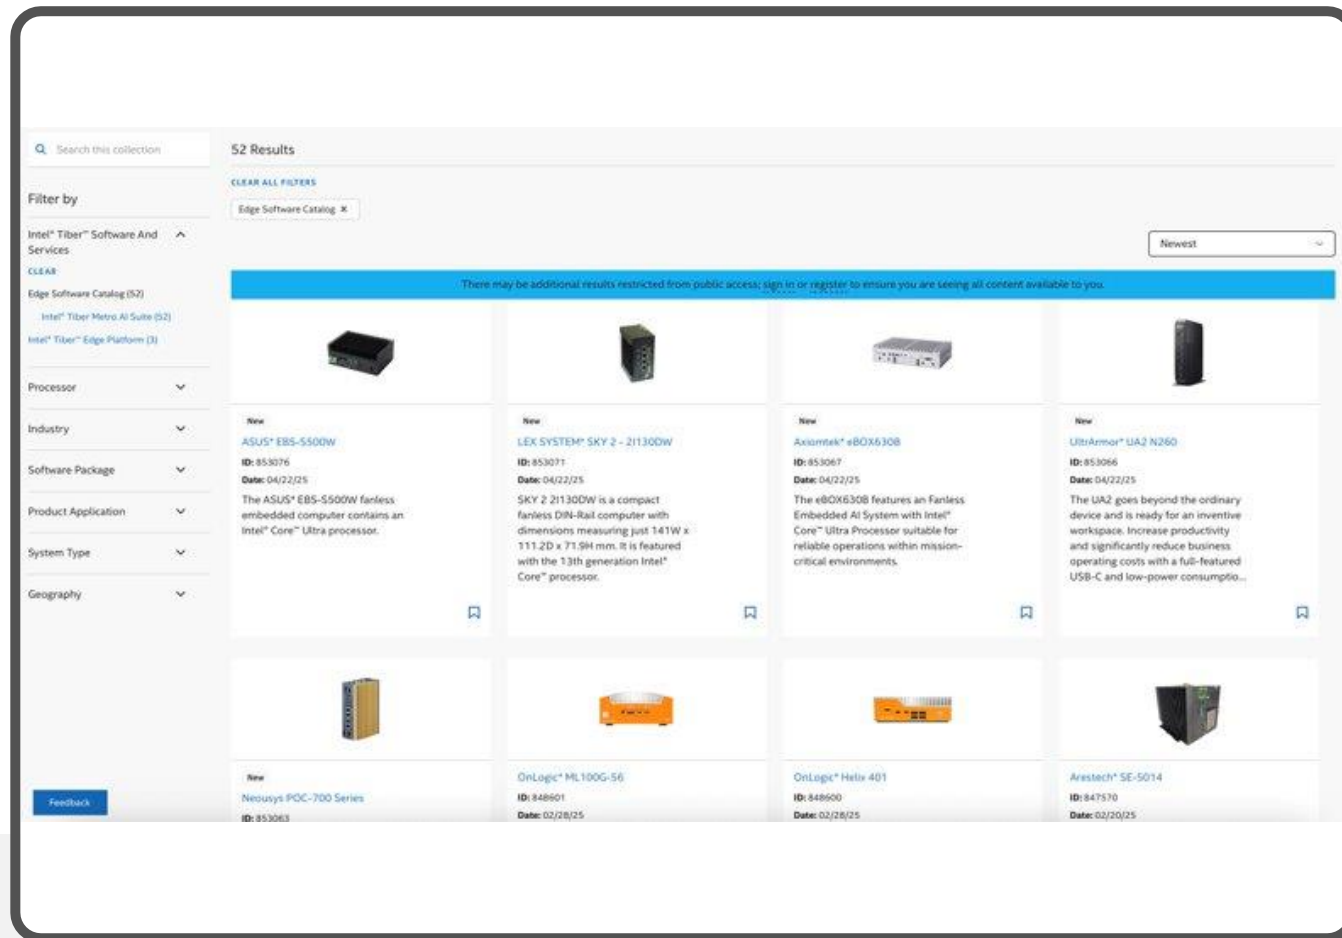 Search this collection
52 Results
CLEAR ALL FILTERS
Filter by
Edge Software Catalog ×
Intel® Tiber™ Software And
Services
Newest
CLEAR
There may be additional results restricted from public access; sign in or register to ensure you are seeing all content available to you.
Edge Software Catalog (52)
Intel® Tiber Metro AI Suite (52)
Intel® Tiber™ Edge Platform (3)
Processor
Industry
Software Package
Product Application
System Type
Geography
New
ASUS* EBS-S500W
ID: 853076
Date: 04/22/25
The ASUS* EBS-S500W fanless
embedded computer contains an
Intel® Core™ Ultra processor.
New
LEX SYSTEM* SKY 2 - 2I130DW
ID: 853071
Date: 04/22/25
SKY 2 2I130DW is a compact
fanless DIN-Rail computer with
dimensions measuring just 141W x
111.2D x 71.9H mm. It is featured
with the 13th generation Intel®
Core™ processor.
New
Axiomtek* eBOX630B
ID: 853067
Date: 04/22/25
The eBOX630B features an Fanless
Embedded AI System with Intel®
Core™ Ultra Processor suitable for
reliable operations within mission-
critical environments.
New
UltrArmor* UA2 N260
ID: 853066
Date: 04/22/25
The UA2 goes beyond the ordinary
device and is ready for an inventive
workspace. Increase productivity
and significantly reduce business
operating costs with a full-featured
USB-C and low-power consumptio...
New
Neousys POC-700 Series
ID: 853063
OnLogic* ML100G-56
ID: 848601
Date: 02/28/25
OnLogic* Helix 401
ID: 848600
Date: 02/28/25
Arestech* SE-5014
ID: 847570
Date: 02/20/25
Feedback